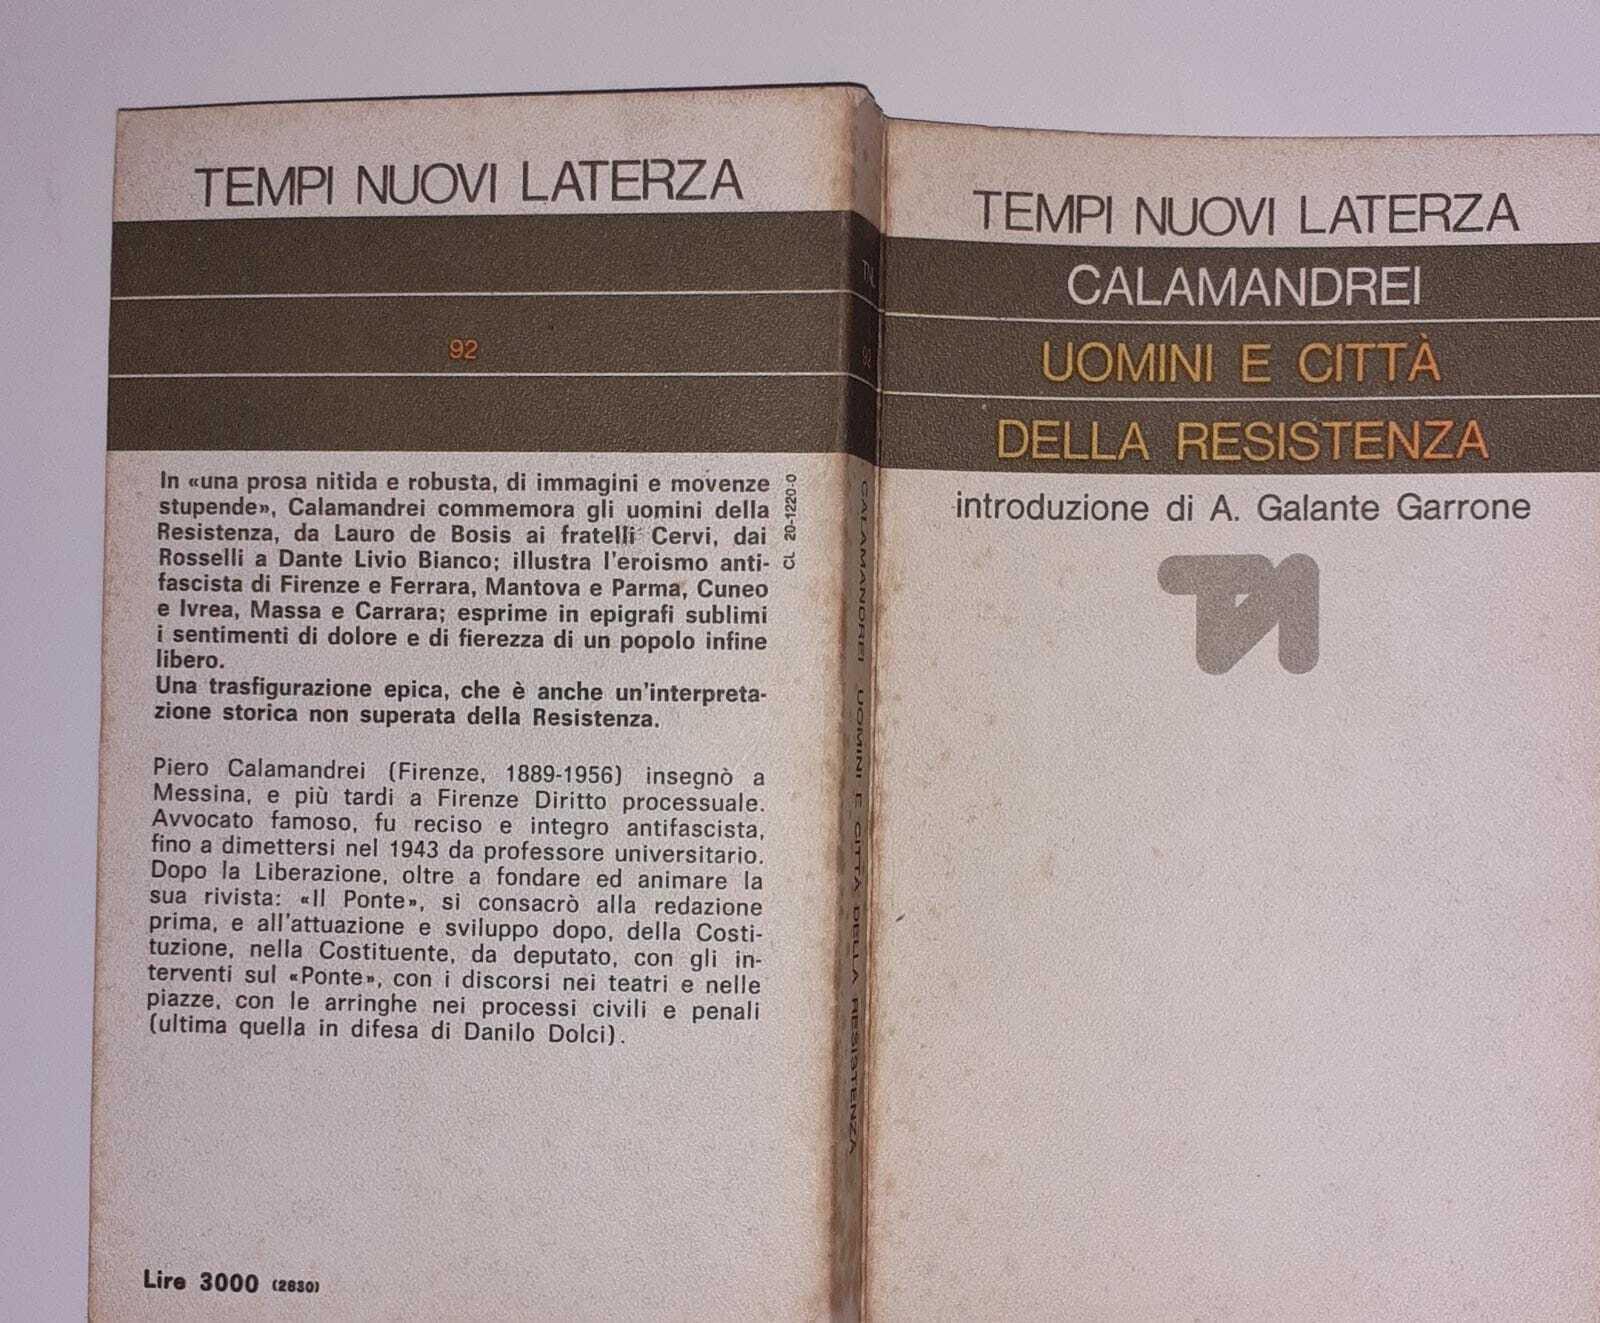 TEMPI NUOVI LATERZA
92
In «una prosa nitida e robusta, di immagini e movenze
stupende», Calamandrei commemora gli uomini della
Resistenza, da Lauro de Bosis ai fratelli Cervi, dai
Rosselli a Dante Livio Bianco; illustra l'eroismo anti-
fascista di Firenze e Ferrara, Mantova e Parma, Cuneo
e Ivrea, Massa e Carrara; esprime in epigrafi sublimi
i sentimenti di dolore e di fierezza di un popolo infine
libero.
Una trasfigurazione epica, che è anche un'interpreta-
zione storica non superata della Resistenza.
Piero Calamandrei (Firenze, 1889-1956) insegnò a
Messina, e più tardi a Firenze Diritto processuale.
Avvocato famoso, fu reciso e integro antifascista,
fino a dimettersi nel 1943 da professore universitario.
Dopo la Liberazione, oltre a fondare ed animare la
sua rivista: «Il Ponte», si consacrò alla redazione
prima, e all'attuazione e sviluppo dopo, della Costi-
tuzione, nella Costituente, da deputato, con gli in-
terventi sul «Ponte», con i discorsi nei teatri e nelle
piazze, con le arringhe nei processi civili e penali
(ultima quella in difesa di Danilo Dolci).
Lire 3000 (2830)
CL 20-1220-0
TN
92
CALAMANDREI UOMINI E CITTÀ DELLA RESISTENZA
TEMPI NUOVI LATERZA
CALAMANDREI
UOMINI E CITTÀ
DELLA RESISTENZA
introduzione di A. Galante Garrone
TN